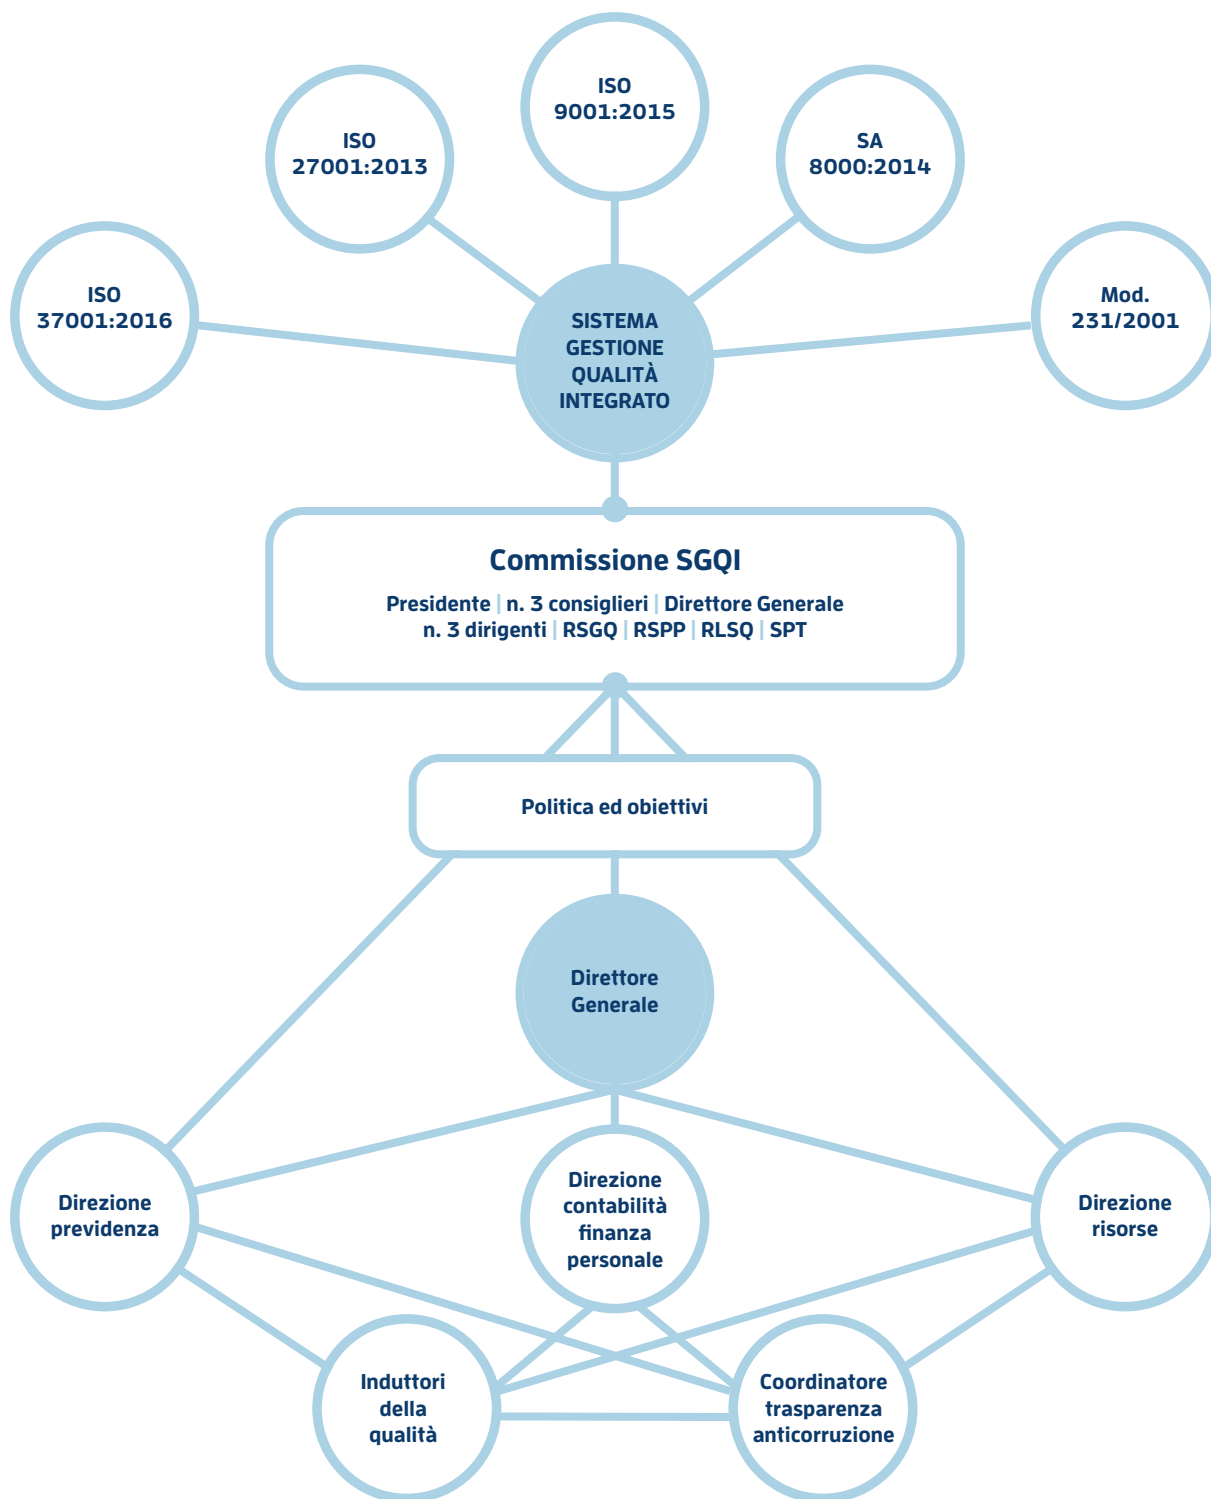 ISO
9001:2015
ISO
27001:2013
SA
8000:2014
ISO
37001:2016
Mod.
231/2001
SISTEMA
GESTIONE
QUALITÀ
INTEGRATO
Commissione SGQI
Presidente | n. 3 consiglieri | Direttore Generale
n. 3 dirigenti | RSGQ | RSPP | RLSQ | SPT
Politica ed obiettivi
Direttore
Generale
Direzione
previdenza
Direzione
contabilità
finanza
personale
Direzione
risorse
Induttori
della
qualità
Coordinatore
trasparenza
anticorruzione